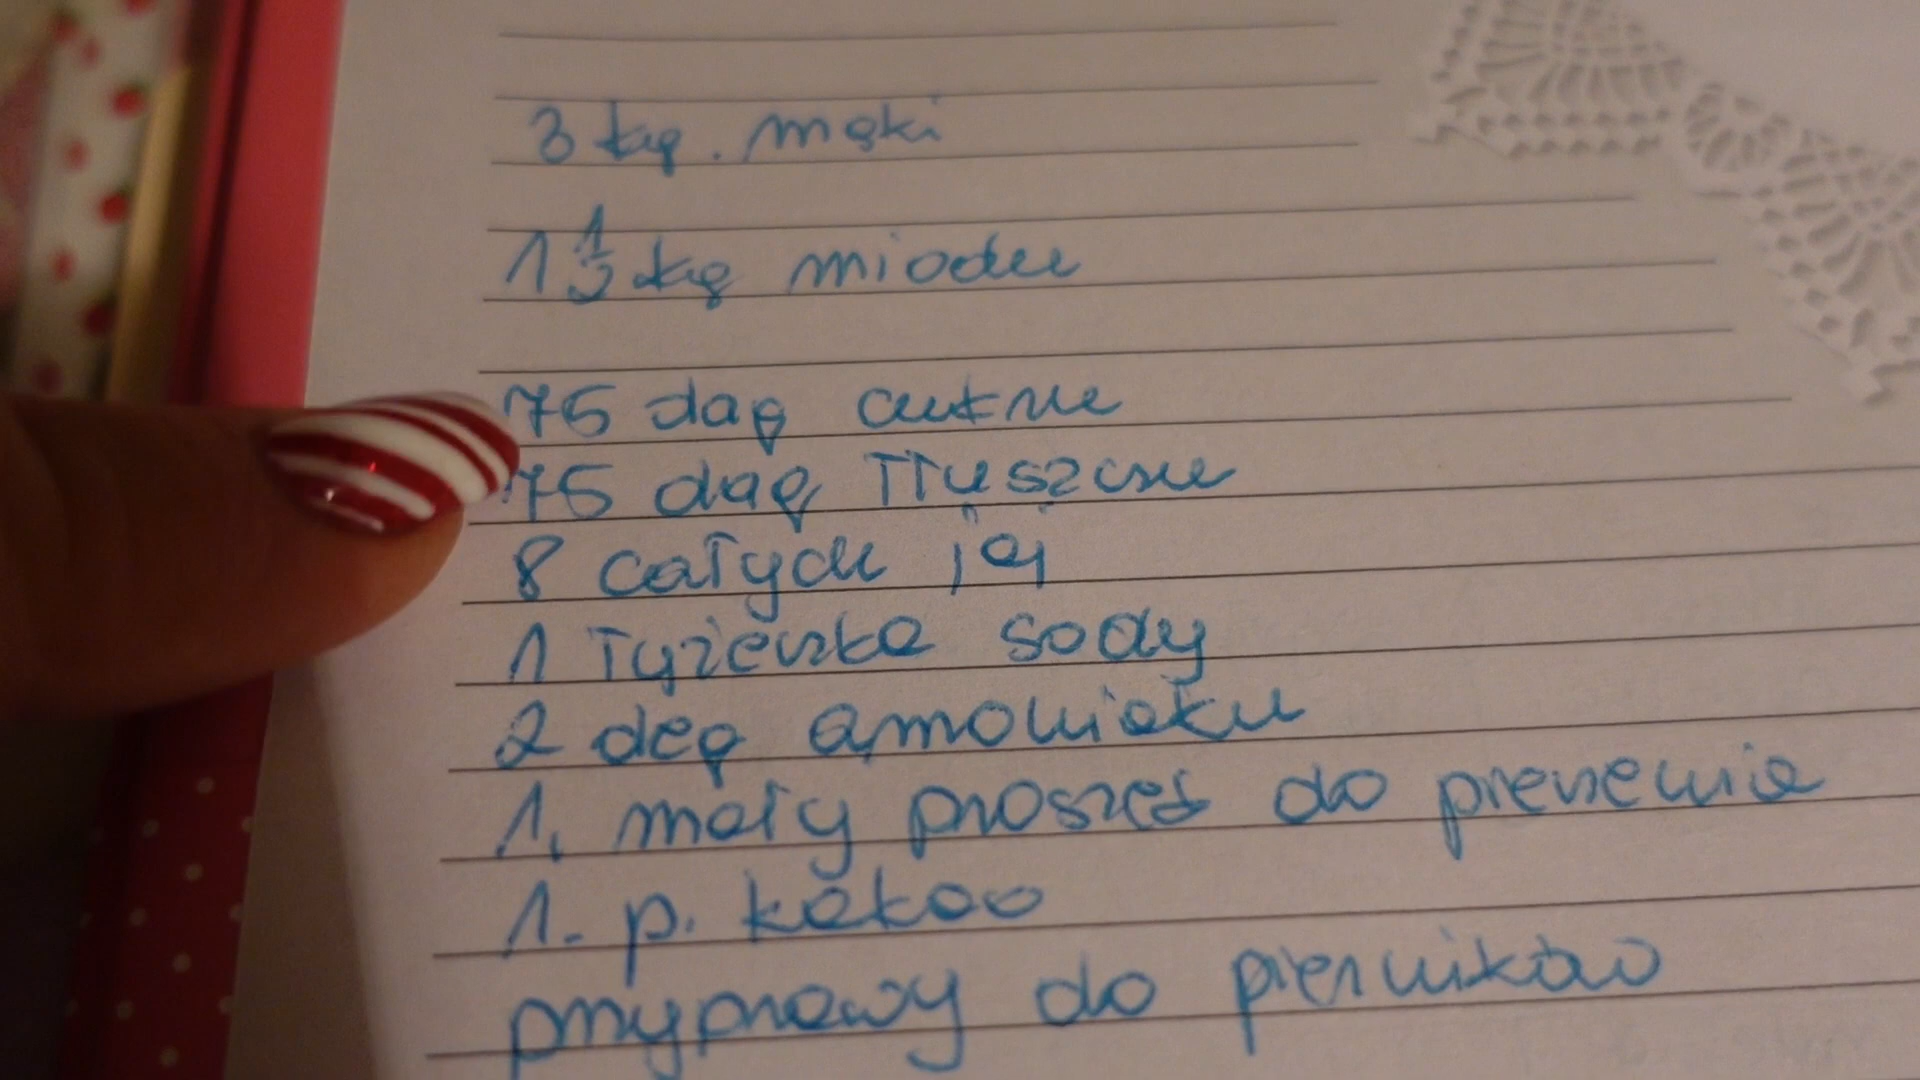 3 kg. mąki
1 1/2 kg miodu
75 dag cukru
75 dag tłuszczu
8 całych jaj
1 łyżeczka sody
2 dag amoniaku
1. mały proszek do pieczenia
1. p. kakao
przyprawy do pierników